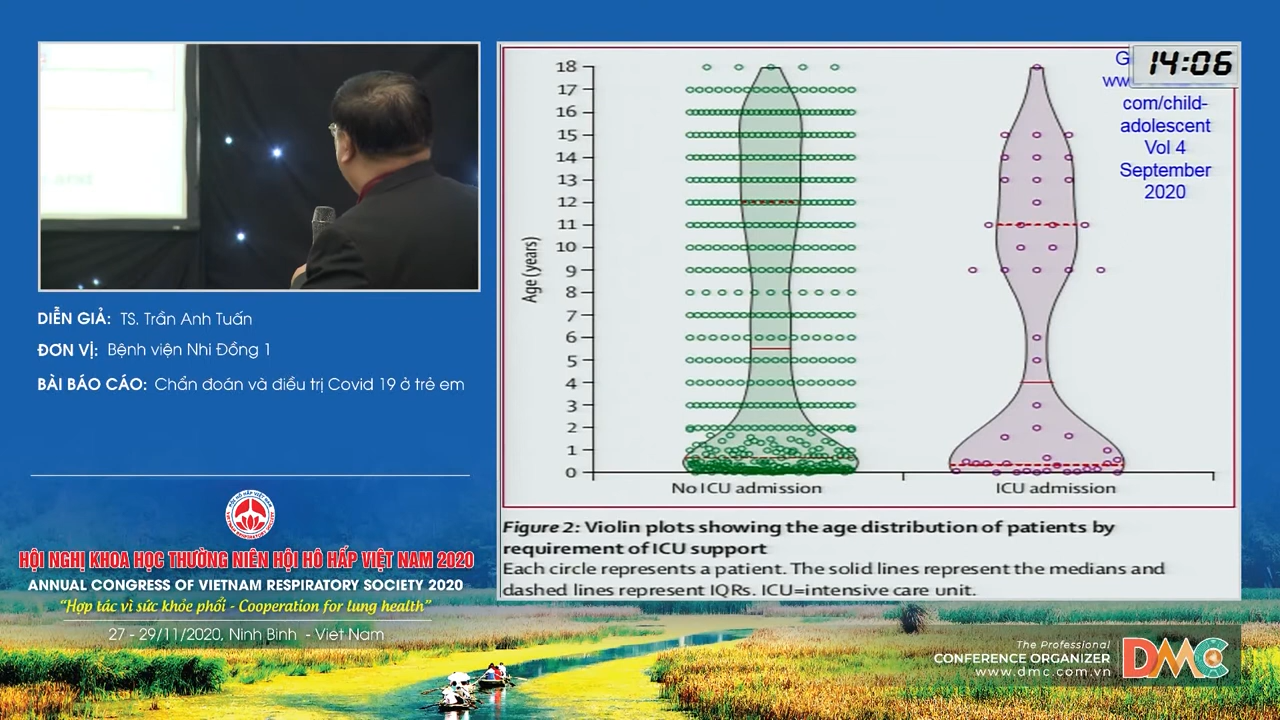 DIỄN GIẢ: TS. Trần Anh Tuấn
ĐƠN VỊ: Bệnh viện Nhi Đồng 1
BÀI BÁO CÁO: Chẩn đoán và điều trị Covid 19 ở trẻ em
HỘI NGHỊ KHOA HỌC THƯỜNG NIÊN HỘI HÔ HẤP VIỆT NAM 2020
ANNUAL CONGRESS OF VIETNAM RESPIRATORY SOCIETY 2020
"Hợp tác vì sức khỏe phổi - Cooperation for lung health"
27 - 29/11/2020, Ninh Bình - Việt Nam
14:06
G
www
com/child-
adolescent
Vol 4
September
2020
Age (years)
18
17
16
15
14
13
12
11
10
9
8
7
6
5
4
3
2
1
0
No ICU admission
ICU admission
Figure 2: Violin plots showing the age distribution of patients by
requirement of ICU support
Each circle represents a patient. The solid lines represent the medians and
dashed lines represent IQRs. ICU=intensive care unit.
The Professional
CONFERENCE ORGANIZER
www.dmc.com.vn
DMC